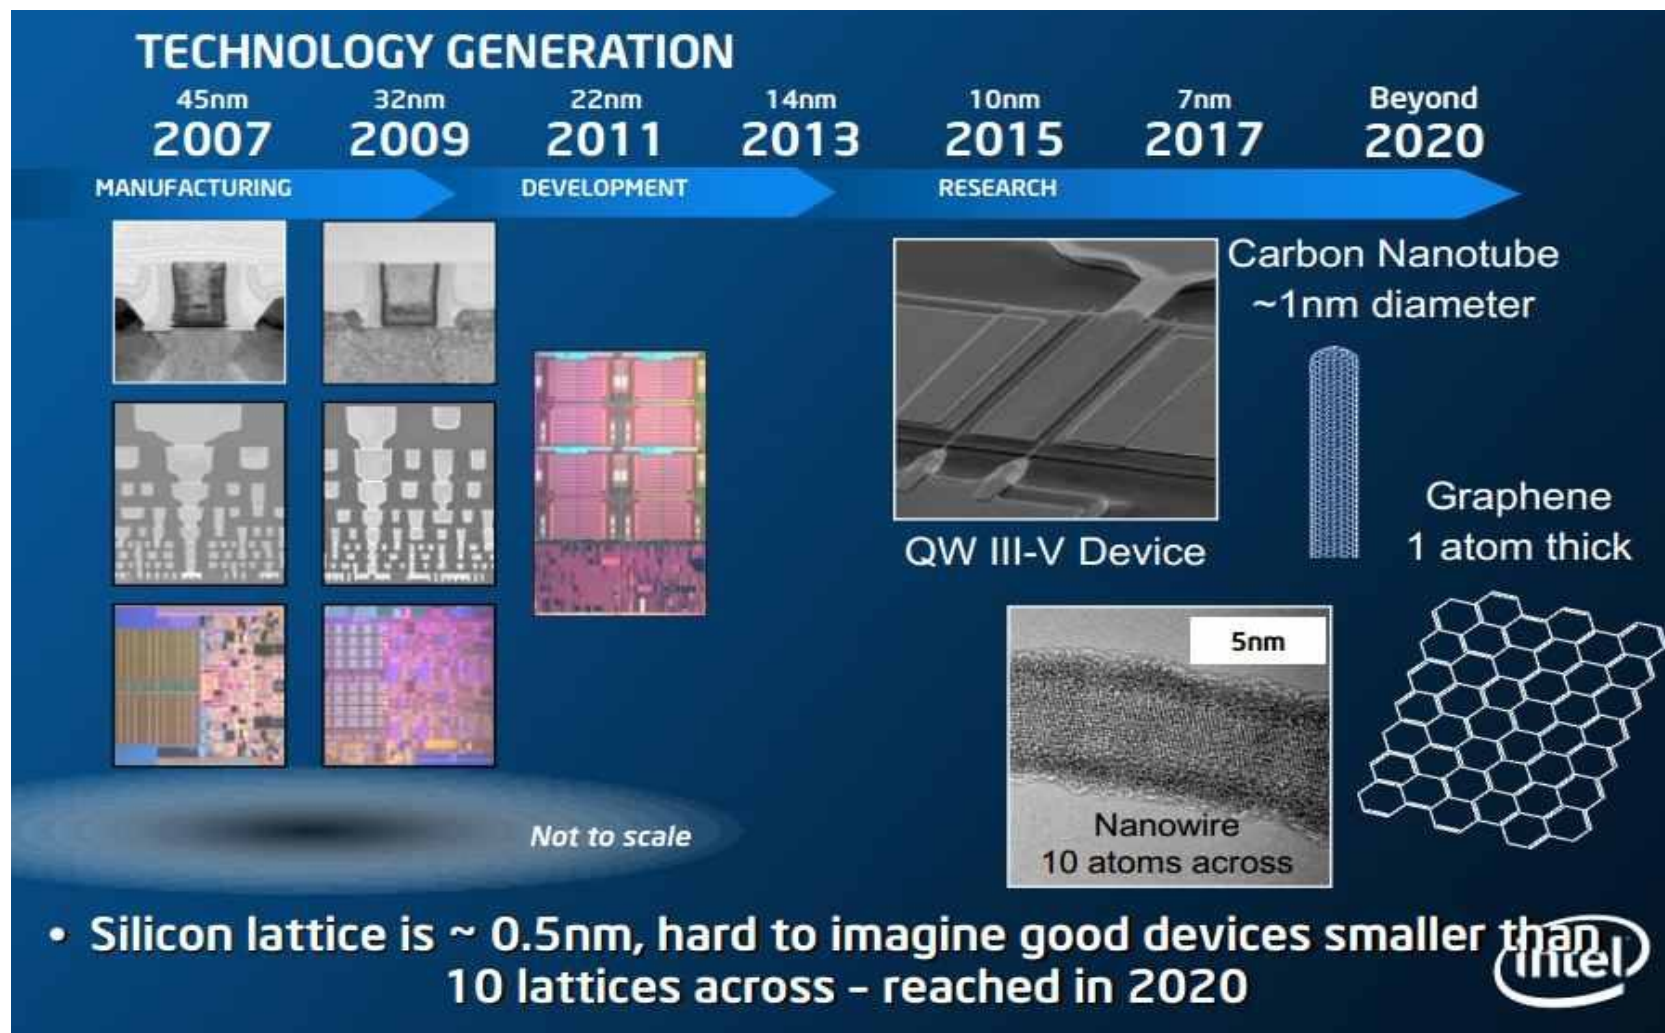 TECHNOLOGY GENERATION
45nm 32nm 22nm 14nm 10nm 7nm Beyond
2007 2009 2011 2013 2015 2017 2020
MANUFACTURING DEVELOPMENT RESEARCH
Carbon Nanotube
~1nm diameter
QW III-V Device
Graphene
1 atom thick
5nm
Nanowire
10 atoms across
Not to scale
• Silicon lattice is ~ 0.5nm, hard to imagine good devices smaller than
10 lattices across – reached in 2020
intel